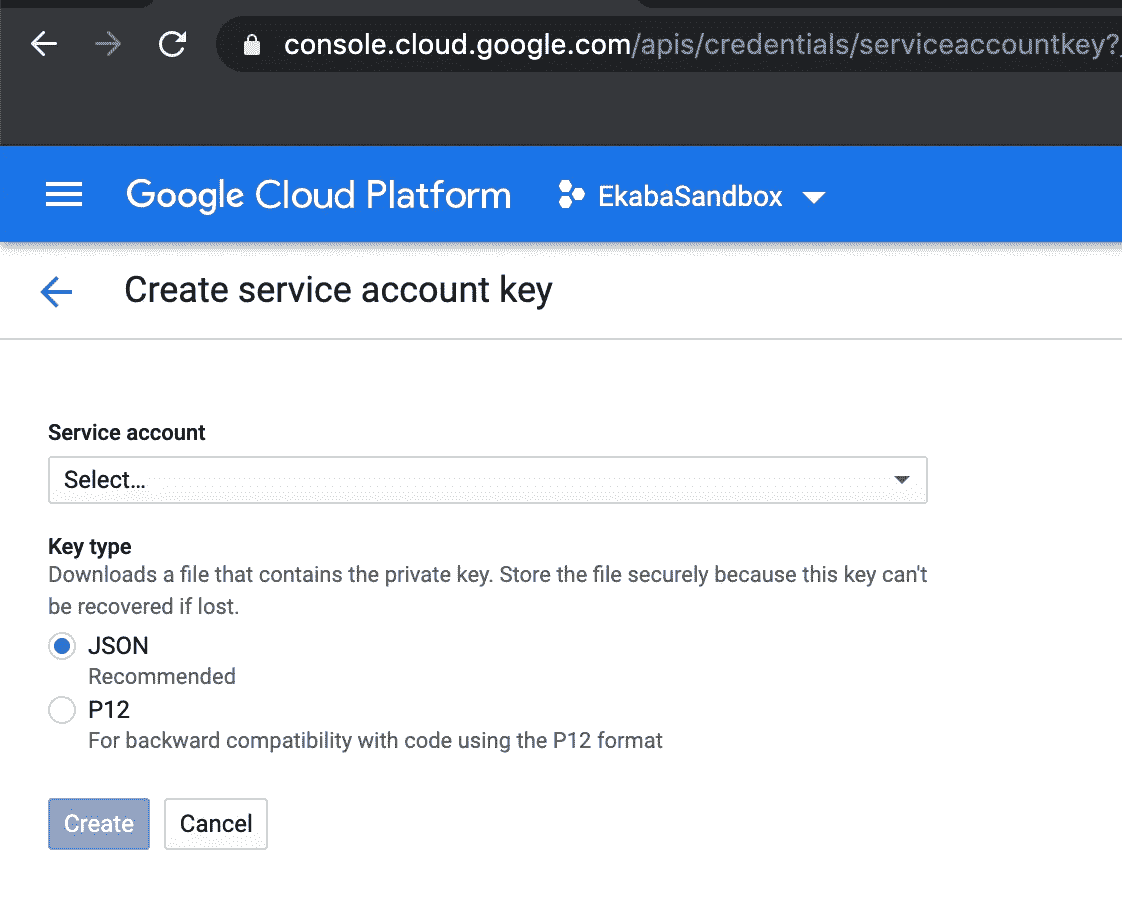 console.cloud.google.com/apis/credentials/serviceaccountkey?
Google Cloud Platform EkabaSandbox
Create service account key
Service account
Select...
Key type
Downloads a file that contains the private key. Store the file securely because this key can't
be recovered if lost.
JSON
Recommended
P12
For backward compatibility with code using the P12 format
Create Cancel